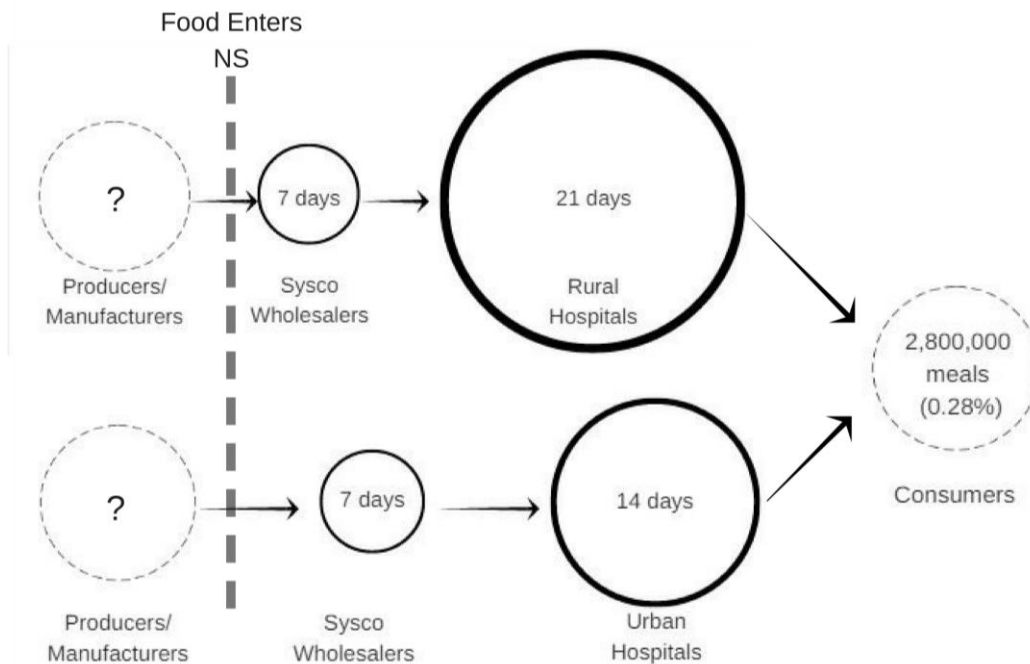 Food Enters
NS
?
7 days
21 days
Producers/
Manufacturers
Sysco
Wholesalers
Rural
Hospitals
2,800,000
meals
(0.28%)
Consumers
?
7 days
14 days
Producers/
Manufacturers
Sysco
Wholesalers
Urban
Hospitals